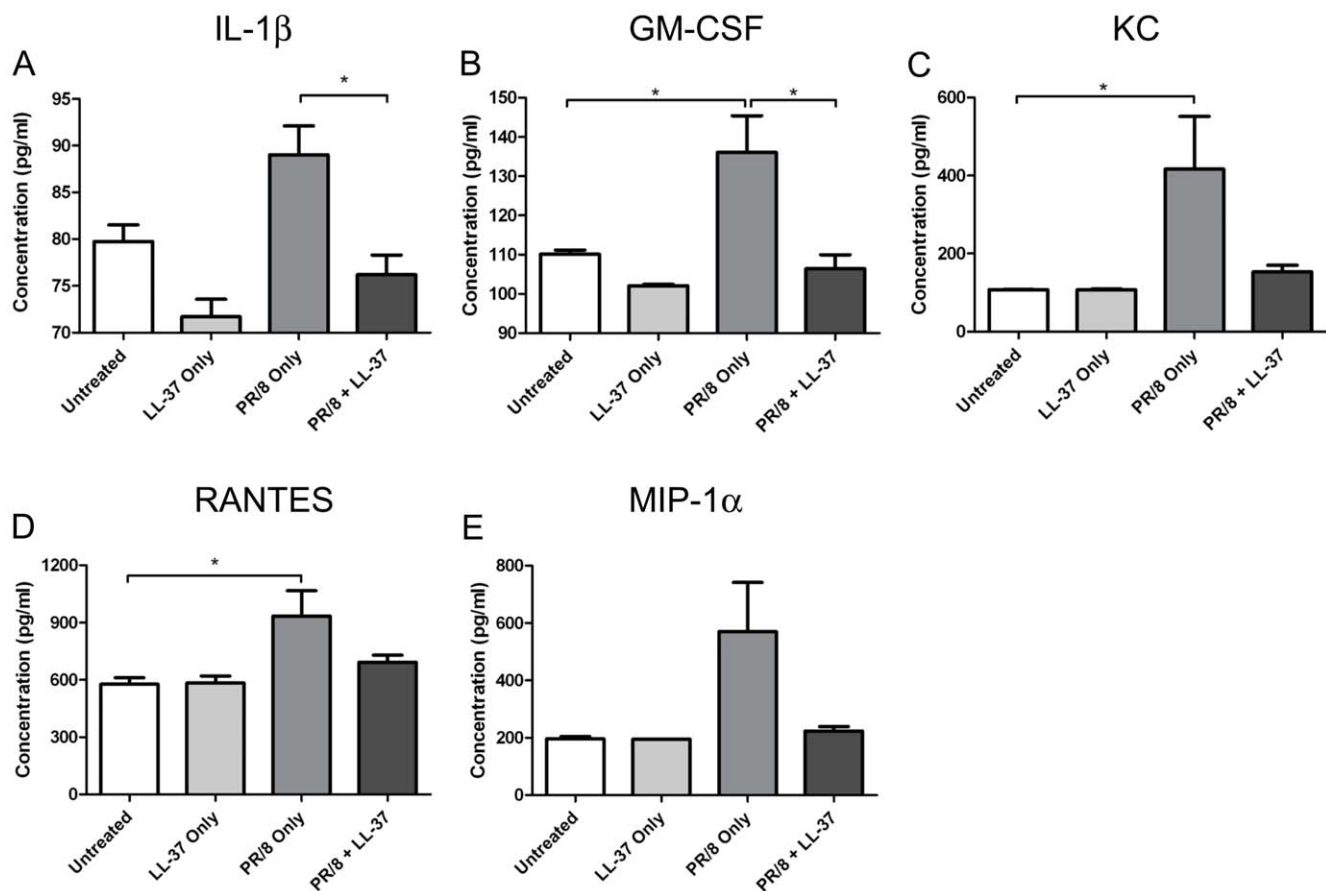 IL-1β
GM-CSF
KC
A
B
C
Concentration (pg/ml)
95
90
85
80
75
70
*
Untreated
LL-37 Only
PR/8 Only
PR/8 + LL-37
Concentration (pg/ml)
150
140
130
120
110
100
90
*
*
Untreated
LL-37 Only
PR/8 Only
PR/8 + LL-37
Concentration (pg/ml)
600
400
200
0
*
Untreated
LL-37 Only
PR/8 Only
PR/8 + LL-37
RANTES
MIP-1α
D
E
Concentration (pg/ml)
1200
900
600
300
0
*
Untreated
LL-37 Only
PR/8 Only
PR/8 + LL-37
Concentration (pg/ml)
800
600
400
200
0
Untreated
LL-37 Only
PR/8 Only
PR/8 + LL-37